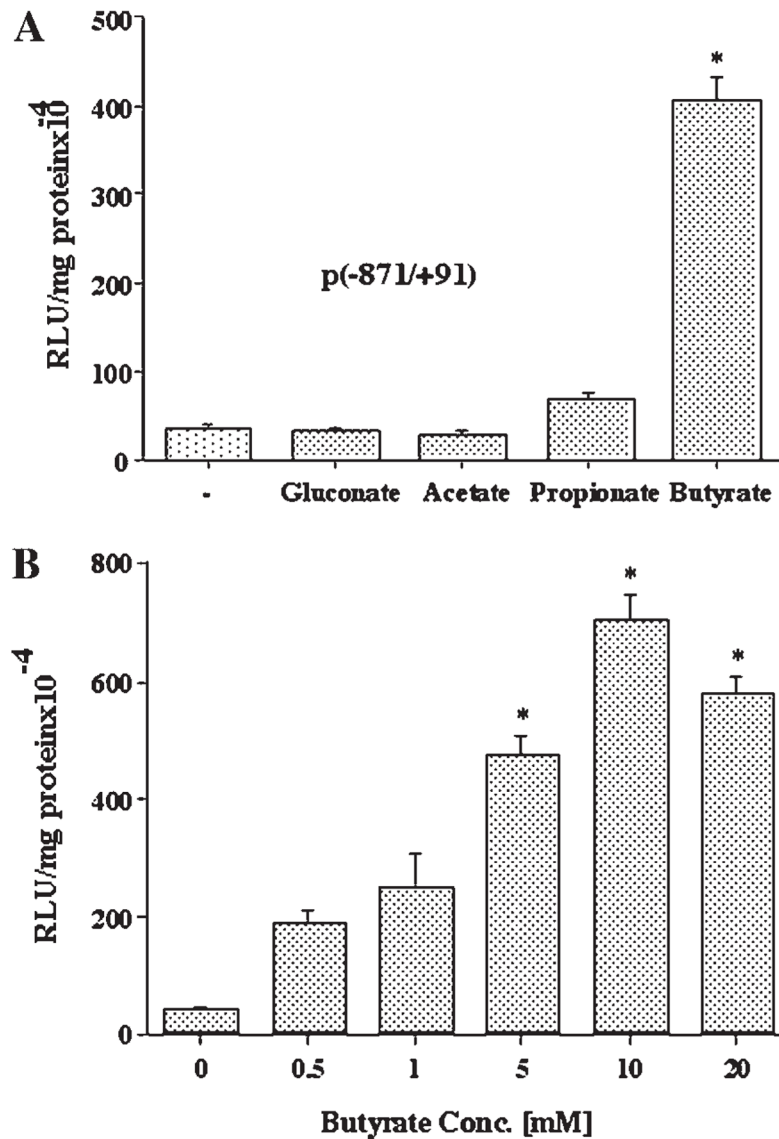 A
500
400
300
200
100
0
RLU/mg proteinx10-4
p(-871/+91)
*
-
Gluconate Acetate Propionate Butyrate
B
800
600
400
200
0
RLU/mg proteinx10-4
*
*
*
0 0.5 1 5 10 20
Butyrate Conc. [mM]